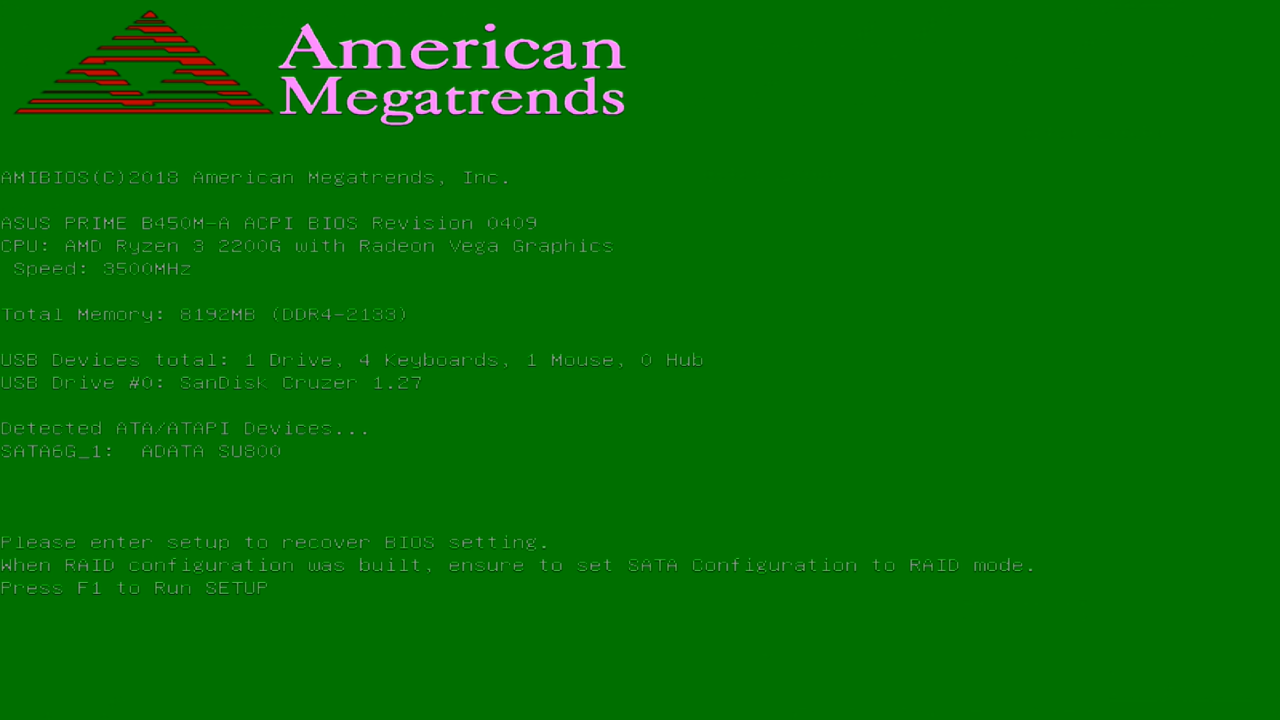 American
Megatrends
AMIBIOS(C)2018 American Megatrends, Inc.
ASUS PRIME B450M-A ACPI BIOS Revision 0409
CPU: AMD Ryzen 3 2200G with Radeon Vega Graphics
Speed: 3500MHz
Total Memory: 8192MB (DDR4-2133)
USB Devices total: 1 Drive, 4 Keyboards, 1 Mouse, 0 Hub
USB Drive #0: SanDisk Cruzer 1.27
Detected ATA/ATAPI Devices...
SATA6G_1: ADATA SU800
Please enter setup to recover BIOS setting.
When RAID configuration was built, ensure to set SATA Configuration to RAID mode.
Press F1 to Run SETUP